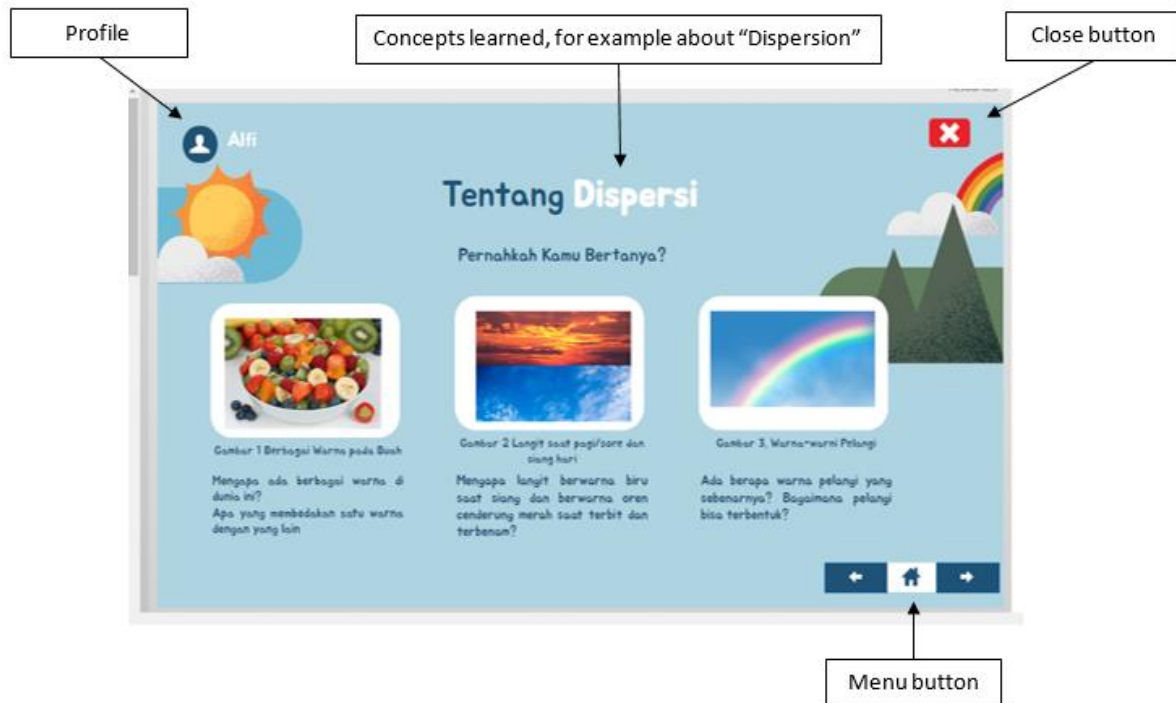 Profile
Concepts learned, for example about “Dispersion”
Close button
Alfi
Tentang Dispersi
Pernahkah Kamu Bertanya?
Gambar 1 Berbagai Warna pada Buah
Mengapa ada berbagai warna di
dunia ini?
Apa yang membedakan satu warna
dengan yang lain
Gambar 2 Langit saat pagi/sore dan
siang hari
Mengapa langit berwarna biru
saat siang dan berwarna oren
cenderung merah saat terbit dan
terbenam?
Gambar 3, Warna-warni Pelangi
Ada berapa warna pelangi yang
sebenarnya? Bagaimana pelangi
bisa terbentuk?
Menu button